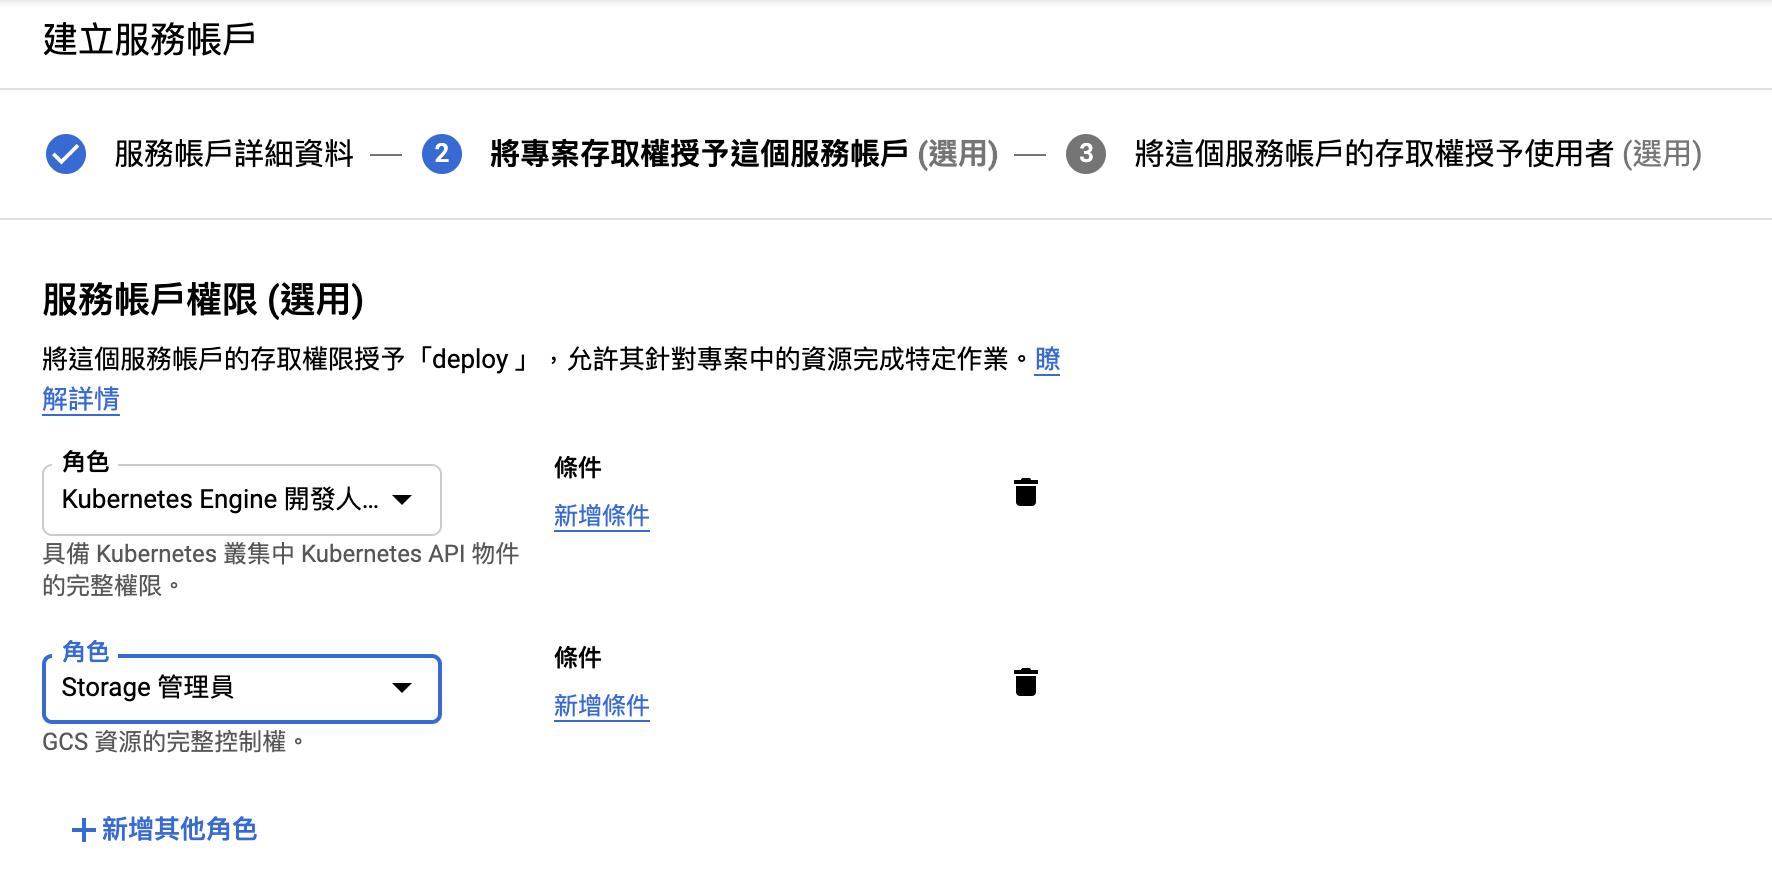 建立服務帳戶
服務帳戶詳細資料 — 2 將專案存取權授予這個服務帳戶 (選用) — 3 將這個服務帳戶的存取權授予使用者 (選用)
服務帳戶權限 (選用)
將這個服務帳戶的存取權限授予「deploy 」,允許其針對專案中的資源完成特定作業。瞭
解詳情
角色
Kubernetes Engine 開發人...
具備 Kubernetes 叢集中 Kubernetes API 物件
的完整權限。
條件
新增條件
角色
Storage 管理員
GCS 資源的完整控制權。
條件
新增條件
+ 新增其他角色